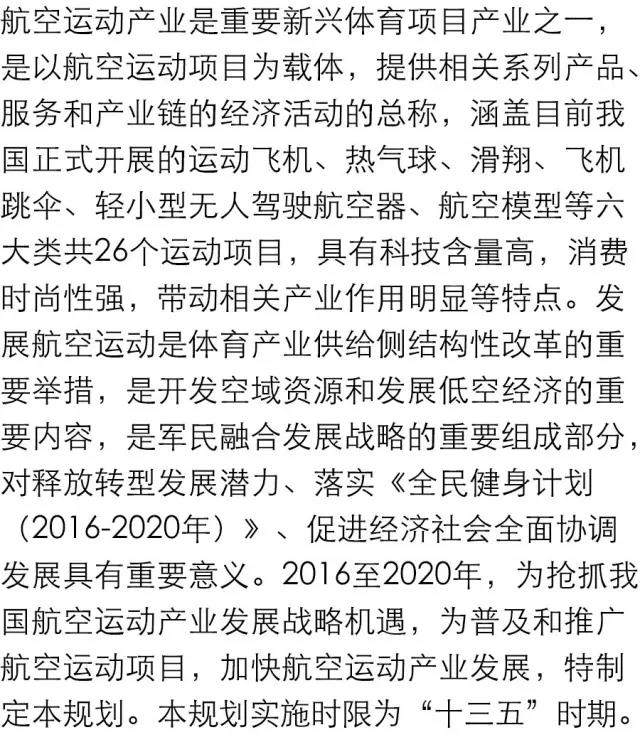 航空运动产业是重要新兴体育项目产业之一，
是以航空运动项目为载体，提供相关系列产品、
服务和产业链的经济活动的总称，涵盖目前我
国正式开展的运动飞机、热气球、滑翔、飞机
跳伞、轻小型无人驾驶航空器、航空模型等六
大类共26个运动项目，具有科技含量高，消费
时尚性强，带动相关产业作用明显等特点。发
展航空运动是体育产业供给侧结构性改革的重
要举措，是开发空域资源和发展低空经济的重
要内容，是军民融合发展战略的重要组成部分，
对释放转型发展潜力、落实《全民健身计划
（2016-2020年）》、促进经济社会全面协调
发展具有重要意义。2016至2020年，为抢抓我
国航空运动产业发展战略机遇，为普及和推广
航空运动项目，加快航空运动产业发展，特制
定本规划。本规划实施时限为“十三五”时期。